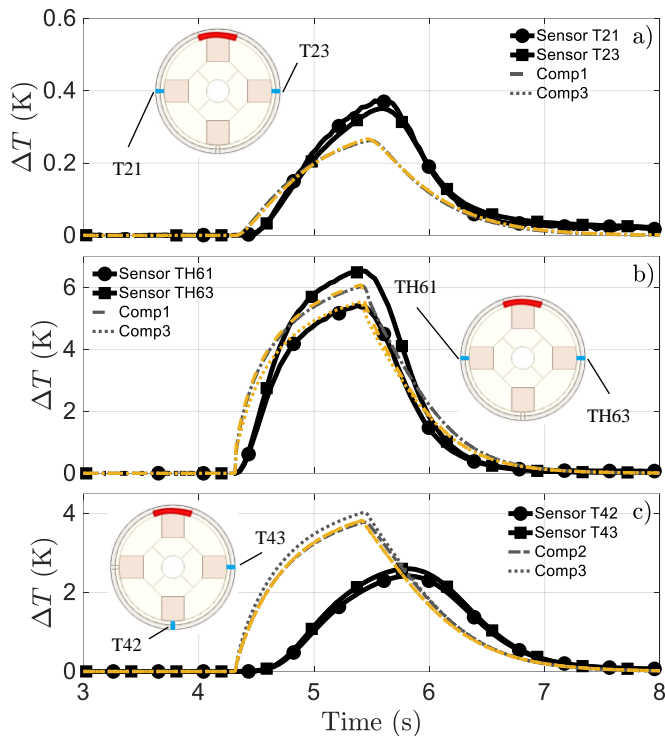 0.6
a)
Sensor T21
Sensor T23
Comp1
Comp3
T23
T21
0.4
0.2
0
ΔT (K)
b)
Sensor TH61
Sensor TH63
Comp1
Comp3
TH61
TH63
6
4
2
0
ΔT (K)
c)
Sensor T42
Sensor T43
Comp2
Comp3
T43
T42
4
2
0
ΔT (K)
3 4 5 6 7 8
Time (s)